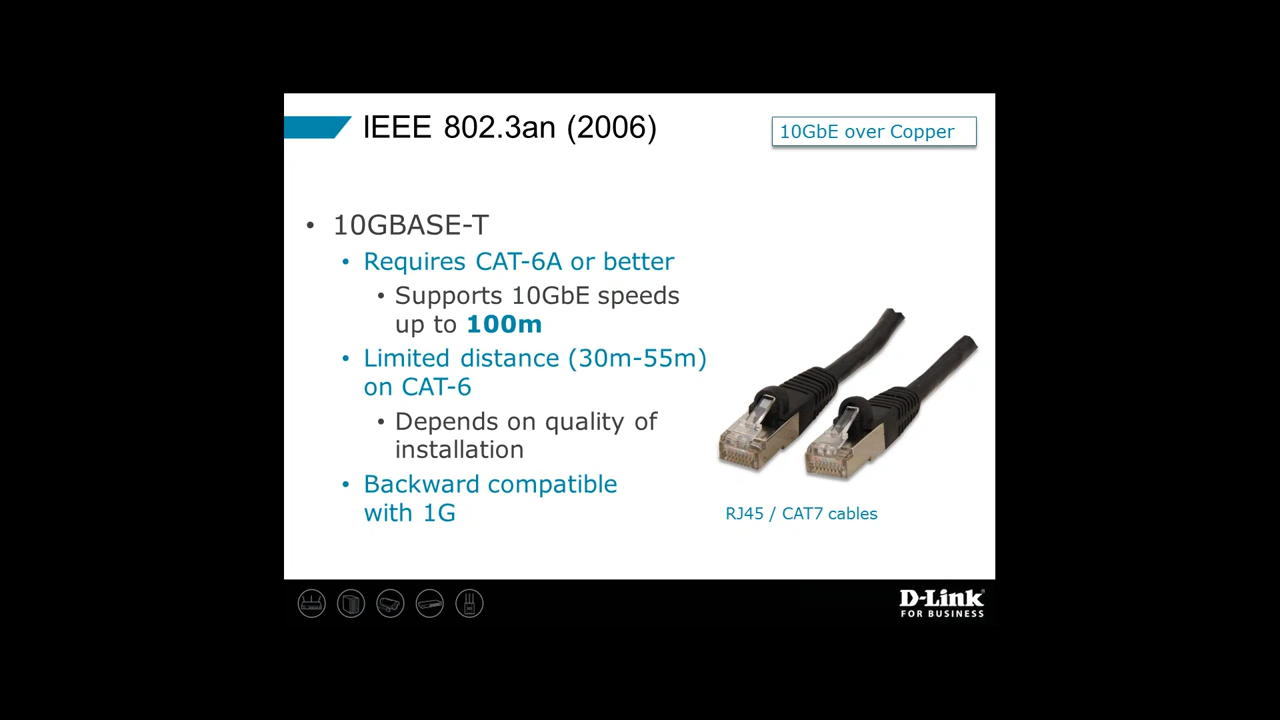 IEEE 802.3an (2006)
10GbE over Copper
• 10GBASE-T
• Requires CAT-6A or better
• Supports 10GbE speeds
up to 100m
• Limited distance (30m-55m)
on CAT-6
• Depends on quality of
installation
• Backward compatible
with 1G
RJ45 / CAT7 cables
D-Link
FOR BUSINESS